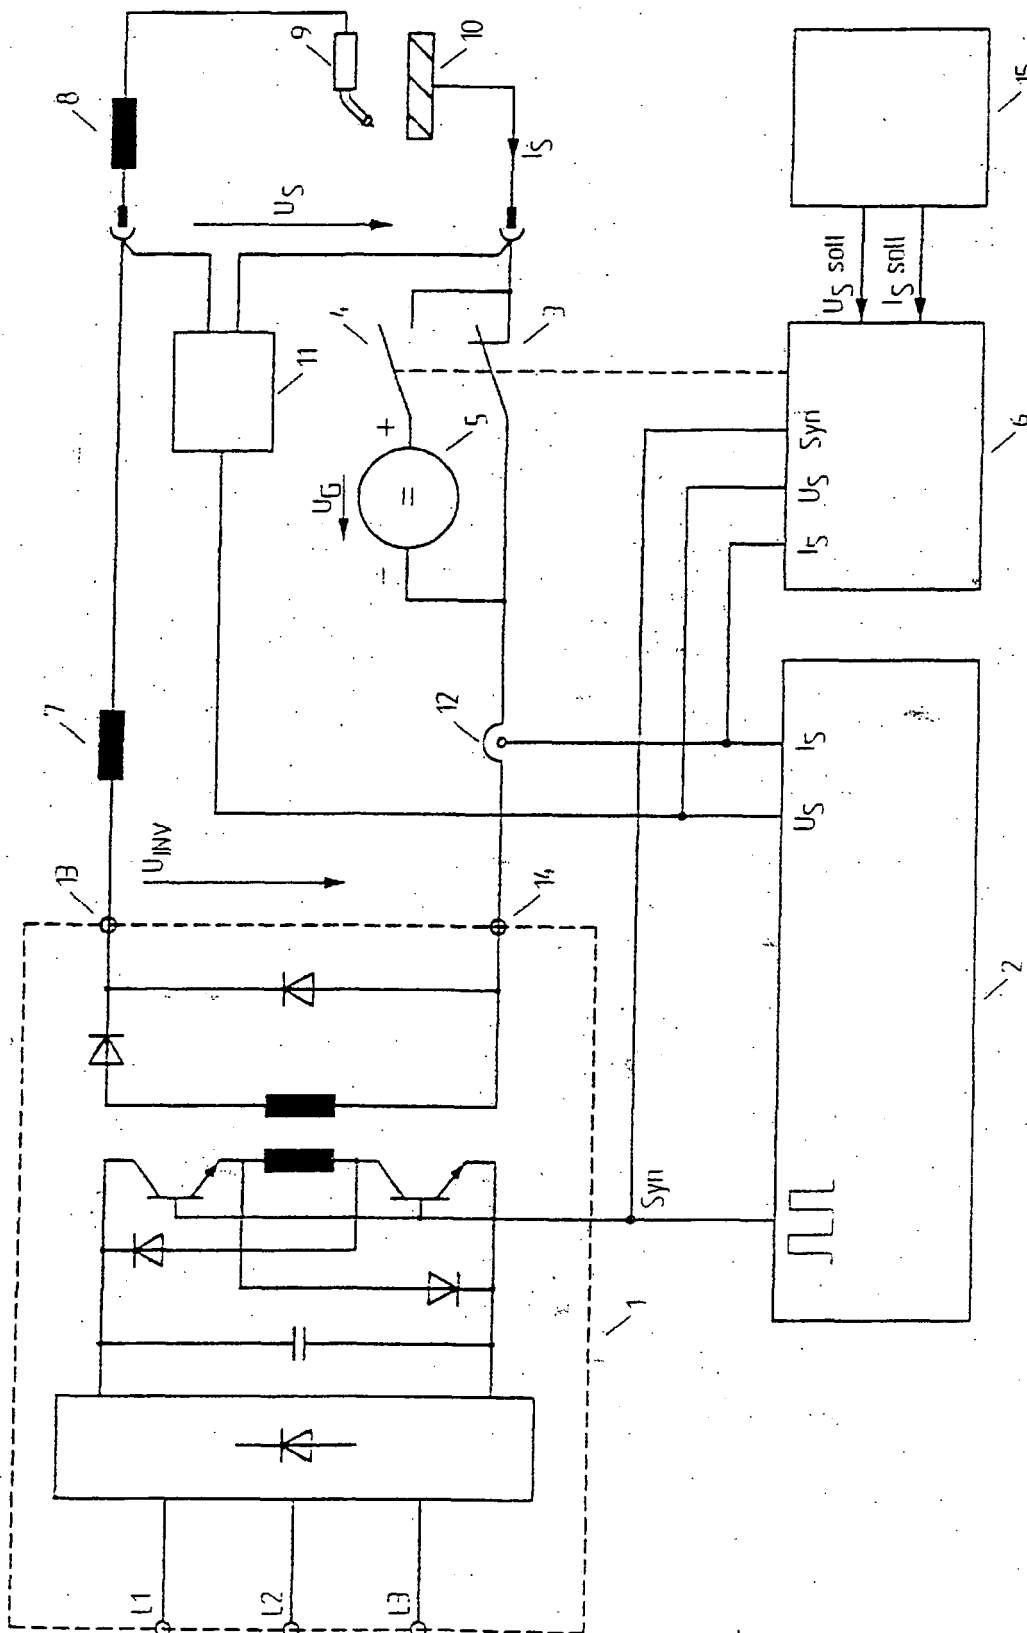 L1
L2
L3
1
13
14
U_INV
7
12
U_G
5
+
−
=
4
3
11
U_S
8
9
10
I_S
Syn
2
U_S
I_S
6
I_S
U_S
Syn
U_S soll
I_S soll
15